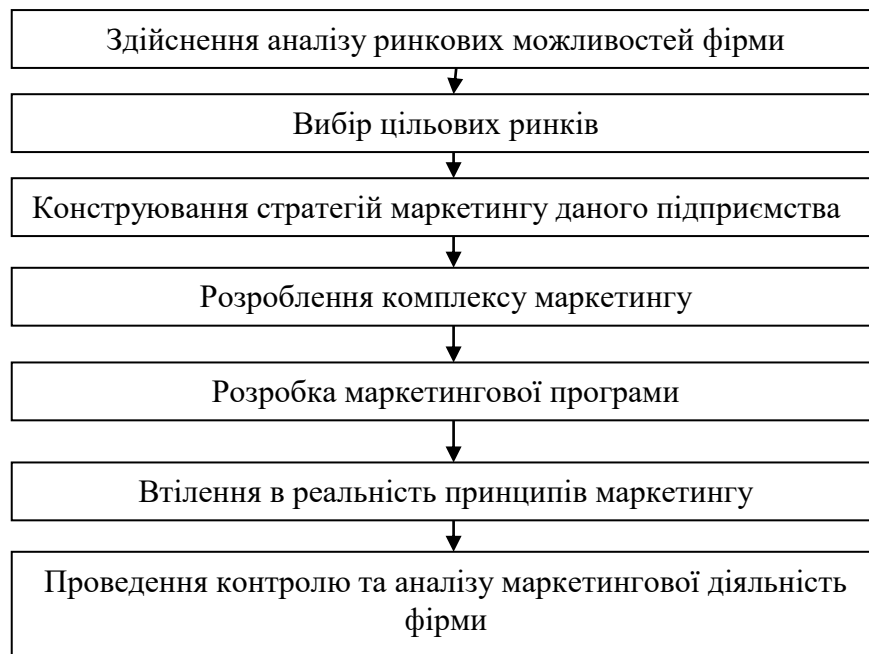 Здійснення аналізу ринкових можливостей фірми
Вибір цільових ринків
Конструювання стратегій маркетингу даного підприємства
Розроблення комплексу маркетингу
Розробка маркетингової програми
Втілення в реальність принципів маркетингу
Проведення контролю та аналізу маркетингової діяльність
фірми